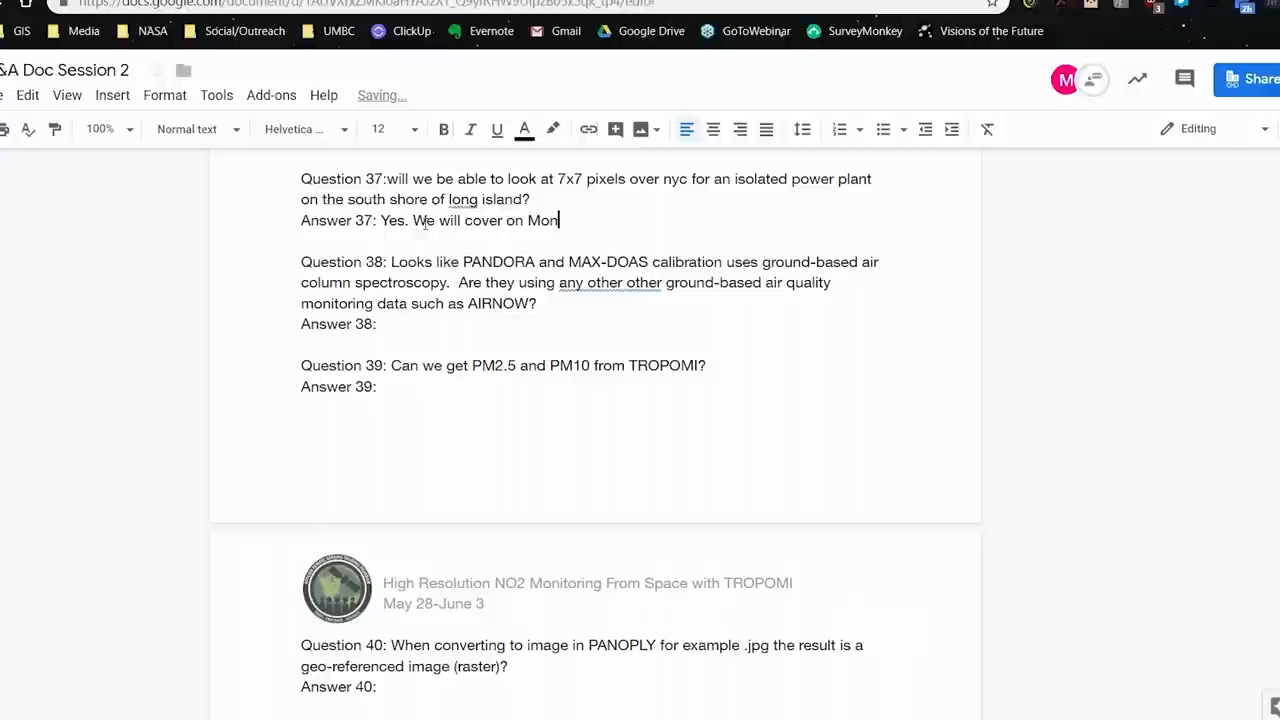 GIS Media NASA Social/Outreach UMBC ClickUp Evernote Gmail Google Drive GoToWebinar SurveyMonkey Visions of the Future
&A Doc Session 2
Edit View Insert Format Tools Add-ons Help Saving...
M
Share
100% Normal text Helvetica ... 12 B I U A Editing
Question 37:will we be able to look at 7x7 pixels over nyc for an isolated power plant
on the south shore of long island?
Answer 37: Yes. We will cover on Mon
Question 38: Looks like PANDORA and MAX-DOAS calibration uses ground-based air
column spectroscopy. Are they using any other other ground-based air quality
monitoring data such as AIRNOW?
Answer 38:
Question 39: Can we get PM2.5 and PM10 from TROPOMI?
Answer 39:
High Resolution NO2 Monitoring From Space with TROPOMI
May 28-June 3
Question 40: When converting to image in PANOPLY for example .jpg the result is a
geo-referenced image (raster)?
Answer 40: